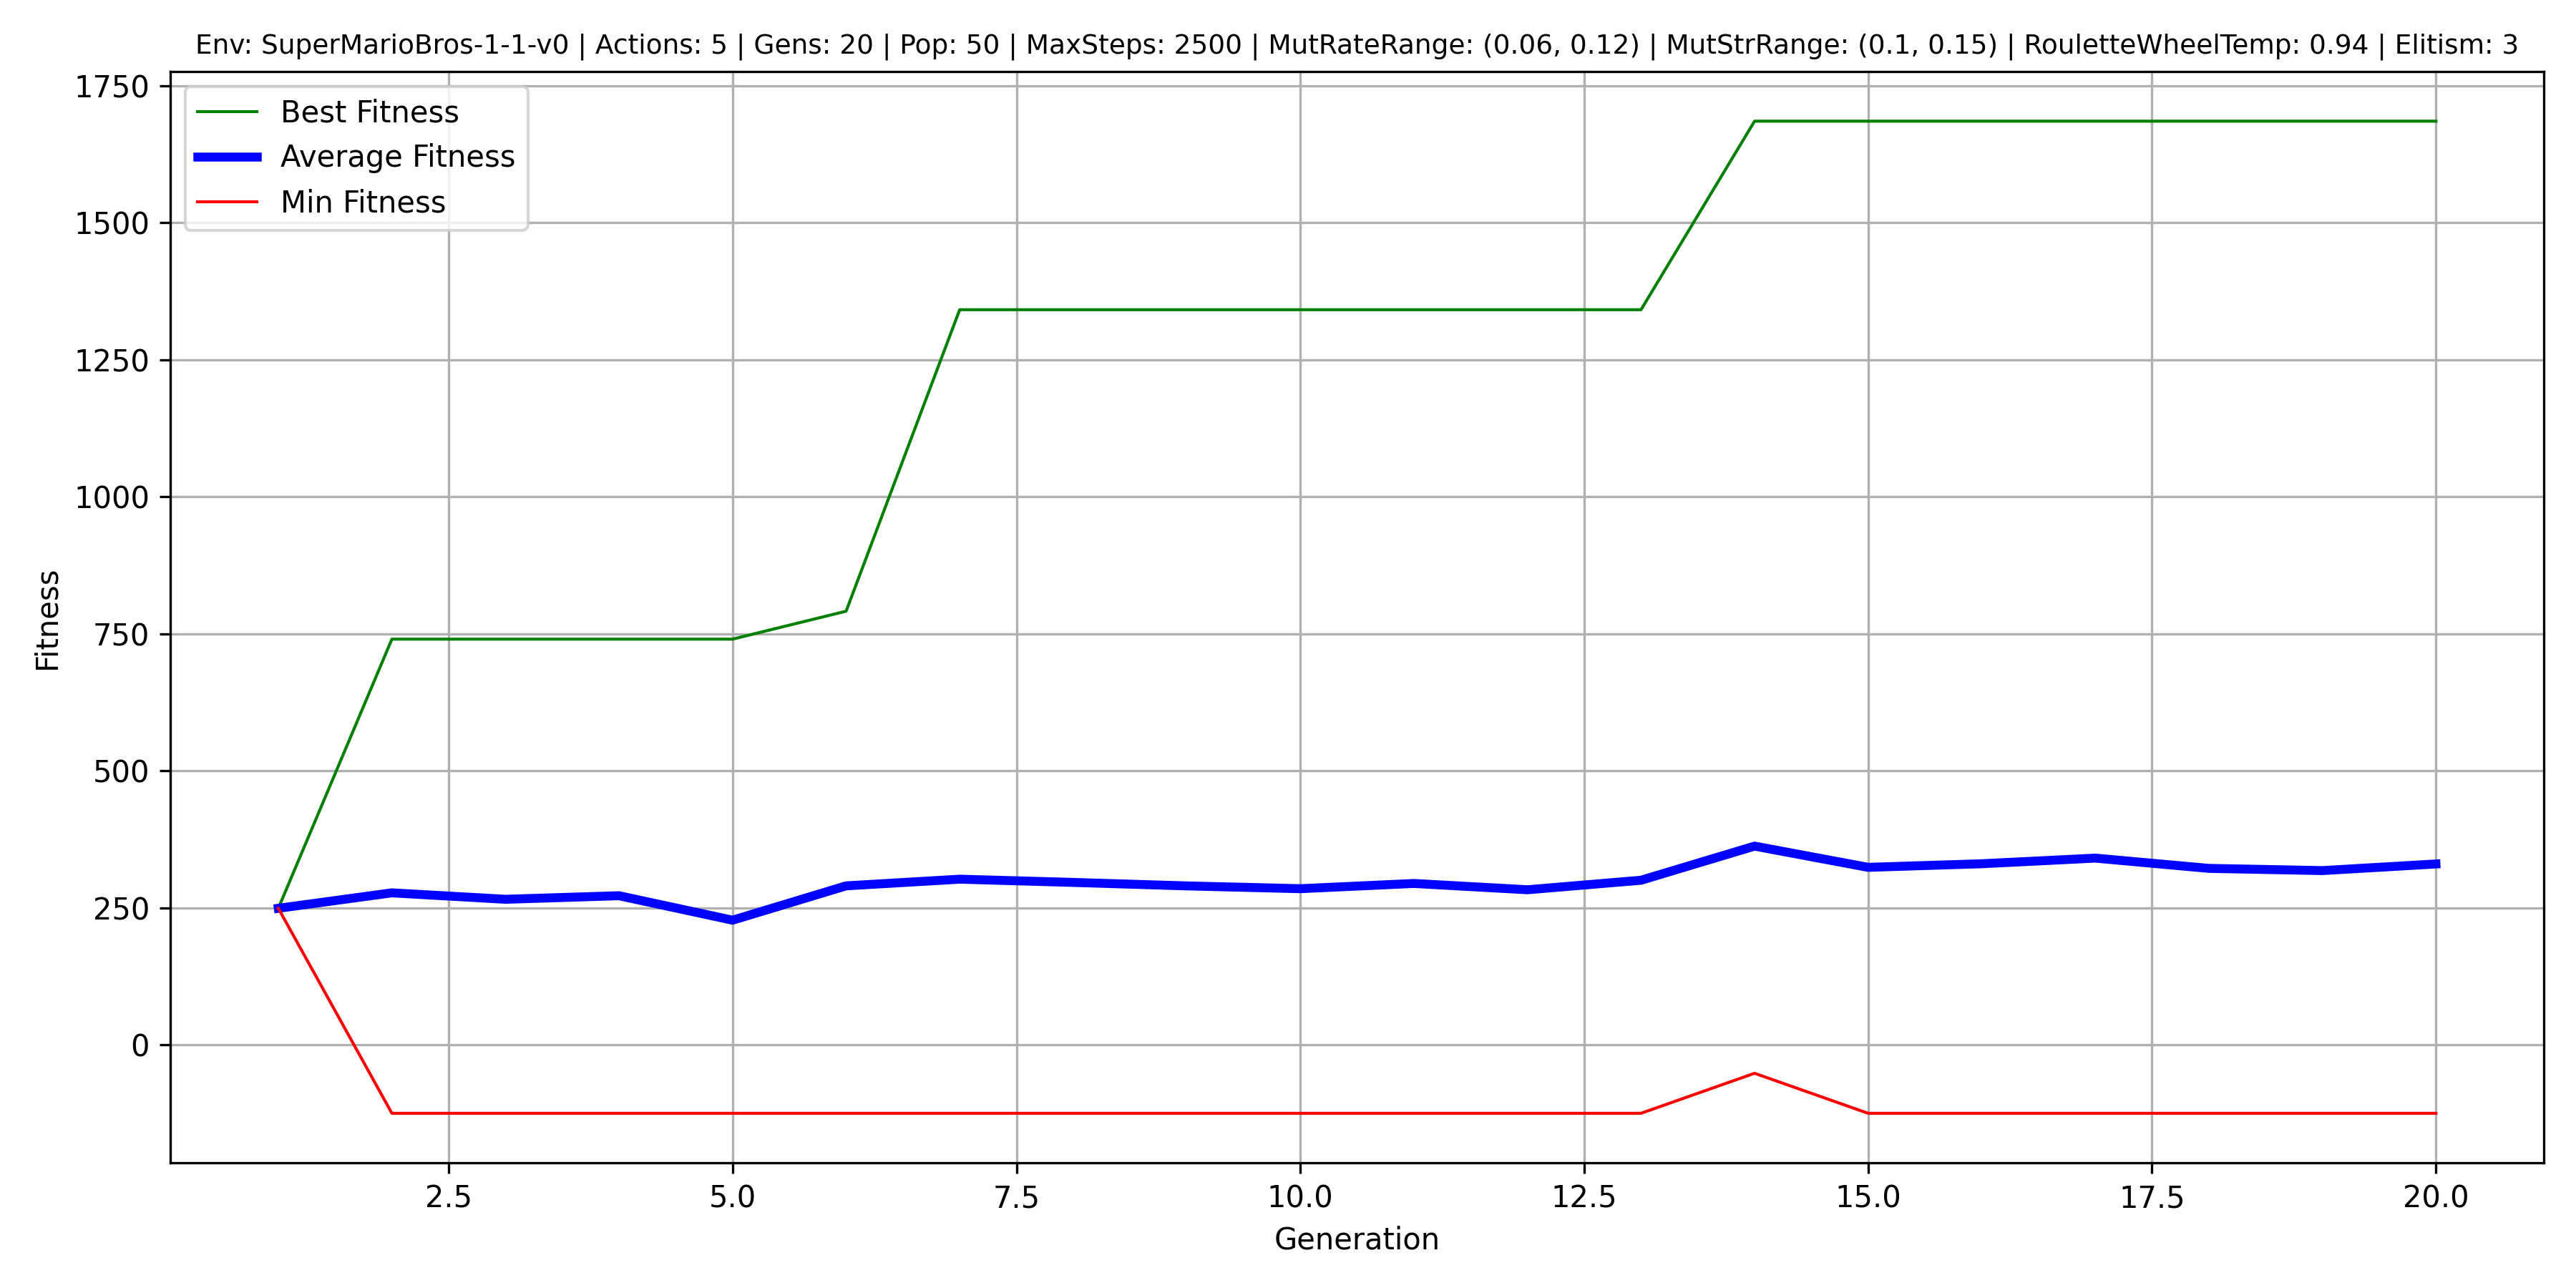 Env: SuperMarioBros-1-1-v0 | Actions: 5 | Gens: 20 | Pop: 50 | MaxSteps: 2500 | MutRateRange: (0.06, 0.12) | MutStrRange: (0.1, 0.15) | RouletteWheelTemp: 0.94 | Elitism: 3
Best Fitness
Average Fitness
Min Fitness
Fitness
1750
1500
1250
1000
750
500
250
0
2.5 5.0 7.5 10.0 12.5 15.0 17.5 20.0
Generation